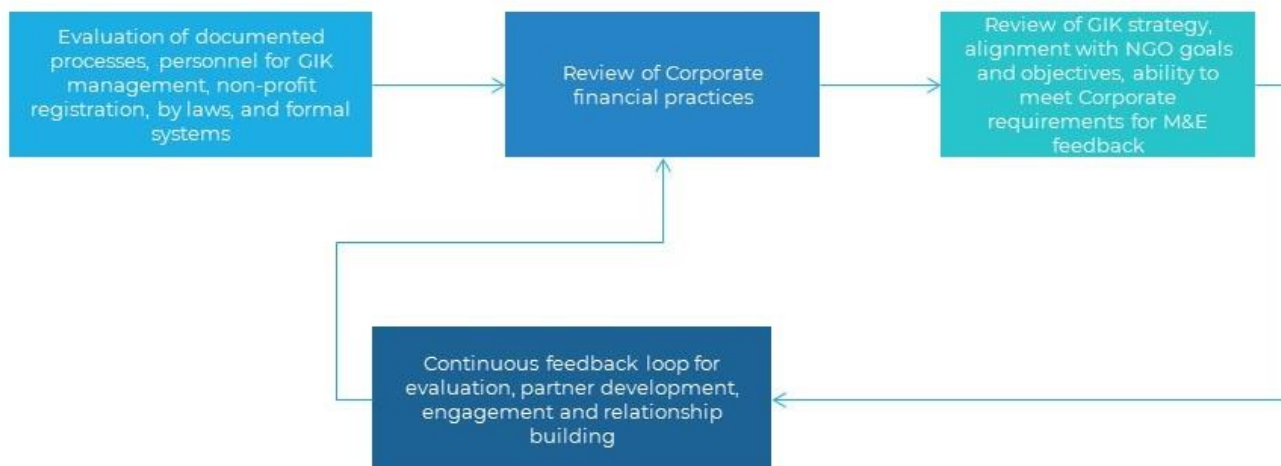 Evaluation of documented
processes, personnel for GIK
management, non-profit
registration, by laws, and formal
systems
Review of Corporate
financial practices
Review of GIK strategy,
alignment with NGO goals
and objectives, ability to
meet Corporate
requirements for M&E
feedback
Continuous feedback loop for
evaluation, partner development,
engagement and relationship
building